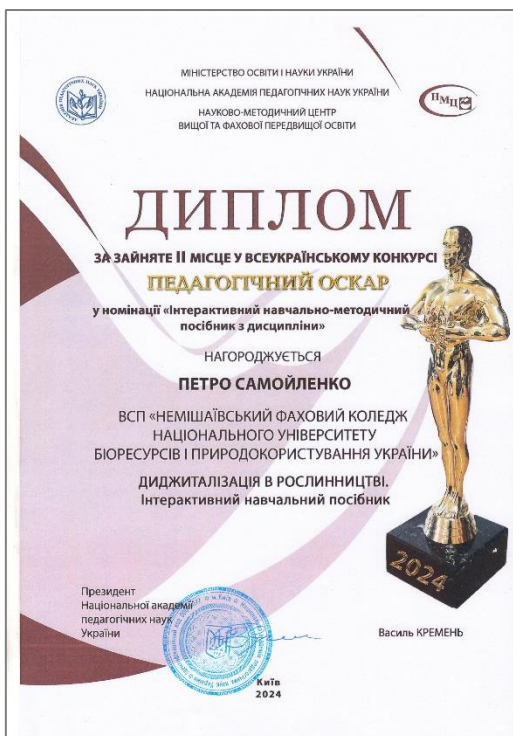 МІНІСТЕРСТВО ОСВІТИ І НАУКИ УКРАЇНИ
НАЦІОНАЛЬНА АКАДЕМІЯ ПЕДАГОГІЧНИХ НАУК УКРАЇНИ
НАУКОВО-МЕТОДИЧНИЙ ЦЕНТР
ВИЩОЇ ТА ФАХОВОЇ ПЕРЕДВИЩОЇ ОСВІТИ
НМЦ
ДИПЛОМ
ЗА ЗАЙНЯТЕ II МІСЦЕ У ВСЕУКРАЇНСЬКОМУ КОНКУРСІ
ПЕДАГОГІЧНИЙ ОСКАР
у номінації «Інтерактивний навчально-методичний
посібник з дисципліни»
НАГОРОДЖУЄТЬСЯ
ПЕТРО САМОЙЛЕНКО
ВСП «НЕМІШАЇВСЬКИЙ ФАХОВИЙ КОЛЕДЖ
НАЦІОНАЛЬНОГО УНІВЕРСИТЕТУ
БІОРЕСУРСІВ І ПРИРОДОКОРИСТУВАННЯ УКРАЇНИ»
ДИДЖИТАЛІЗАЦІЯ В РОСЛИННИЦТВІ.
Інтерактивний навчальний посібник
2024
Президент
Національної академії
педагогічних наук
України
Василь КРЕМЕНЬ
Київ
2024